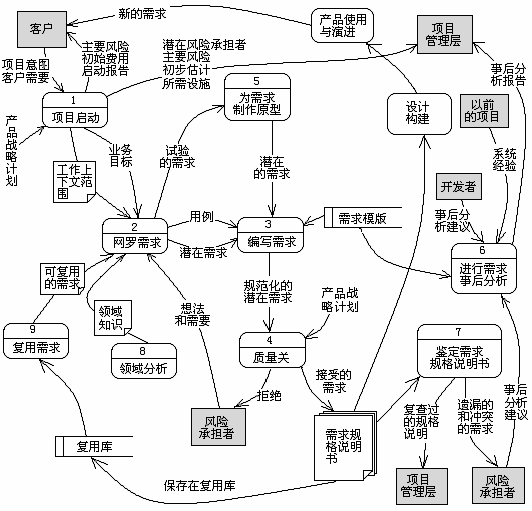 新的需求
客户
产品使用
与演进
项目
管理层
项目意图
客户需要
主要风险
初始费用
启动报告
潜在风险承担者
主要风险
初步估计
所需设施
事后分
析报告
1
项目启动
5
为需求
制作原型
设计
构建
以前
的项目
产品战略计划
业务
目标
试验的
的需求
系统
经验
工作上
下文范
围
潜在
的需求
开发者
事后分
析建议
2
网罗需求
用例
潜在需求
3
编写需求
需求模版
6
进行需求
事后分析
可复用
的需求
规范化的
潜在需求
产品战
略计划
领域
知识
想法
和需要
9
复用需求
8
领域分析
4
质量关
7
鉴定需求
规格说明书
接受的
需求
拒绝
复查过
的规格
说明
遗漏的
和冲突
的需求
事后分析建议
风险
承担者
需求规
格说明
书
复用库
项目
管理层
风险
承担者
保存在复用库